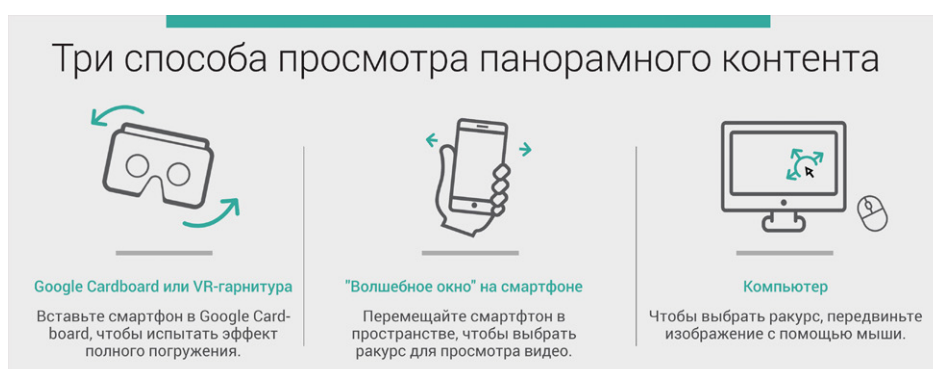 Три способа просмотра панорамного контента
Google Cardboard или VR-гарнитура
Вставьте смартфон в Google Card-
board, чтобы испытать эффект
полного погружения.
"Волшебное окно" на смартфоне
Перемещайте смартфтон в
пространстве, чтобы выбрать
ракурс для просмотра видео.
Компьютер
Чтобы выбрать ракурс, передвиньте
изображение с помощью мыши.